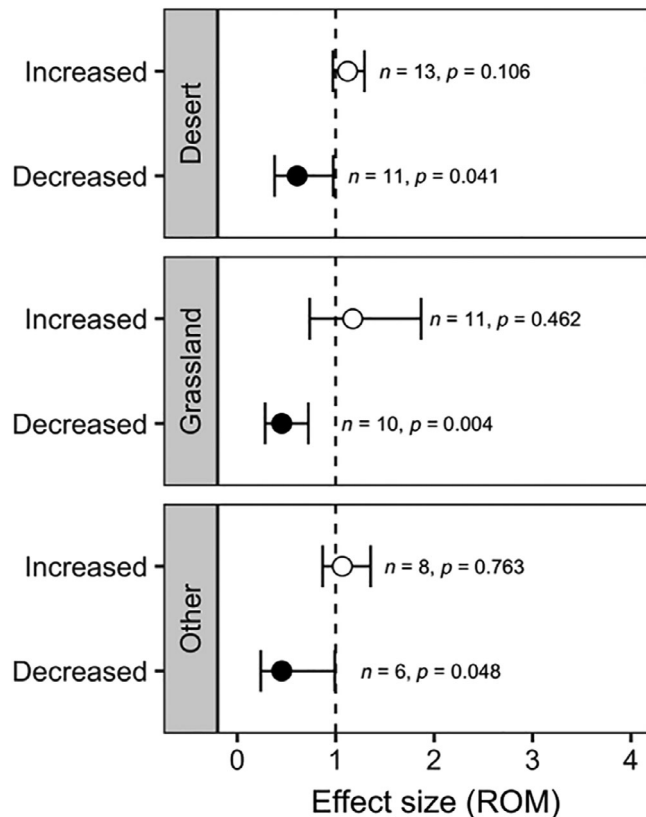 Desert
Increased
n = 13, p = 0.106
Decreased
n = 11, p = 0.041
Grassland
Increased
n = 11, p = 0.462
Decreased
n = 10, p = 0.004
Other
Increased
n = 8, p = 0.763
Decreased
n = 6, p = 0.048
0 1 2 3 4
Effect size (ROM)